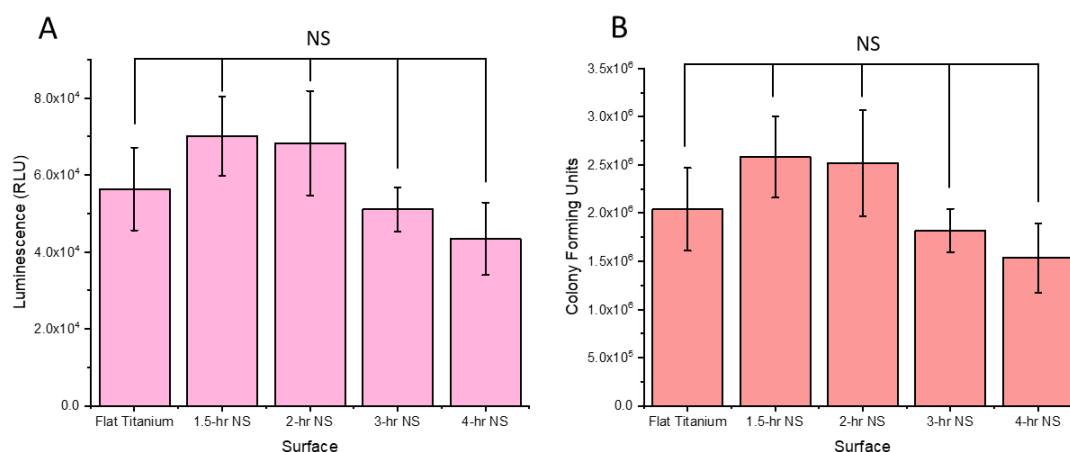 A
NS
Luminescence (RLU)
8.0x10⁴
6.0x10⁴
4.0x10⁴
2.0x10⁴
0.0
Flat Titanium 1.5-hr NS 2-hr NS 3-hr NS 4-hr NS
Surface
B
NS
Colony Forming Units
3.5x10⁶
3.0x10⁶
2.5x10⁶
2.0x10⁶
1.5x10⁶
1.0x10⁶
5.0x10⁵
0.0
Flat Titanium 1.5-hr NS 2-hr NS 3-hr NS 4-hr NS
Surface